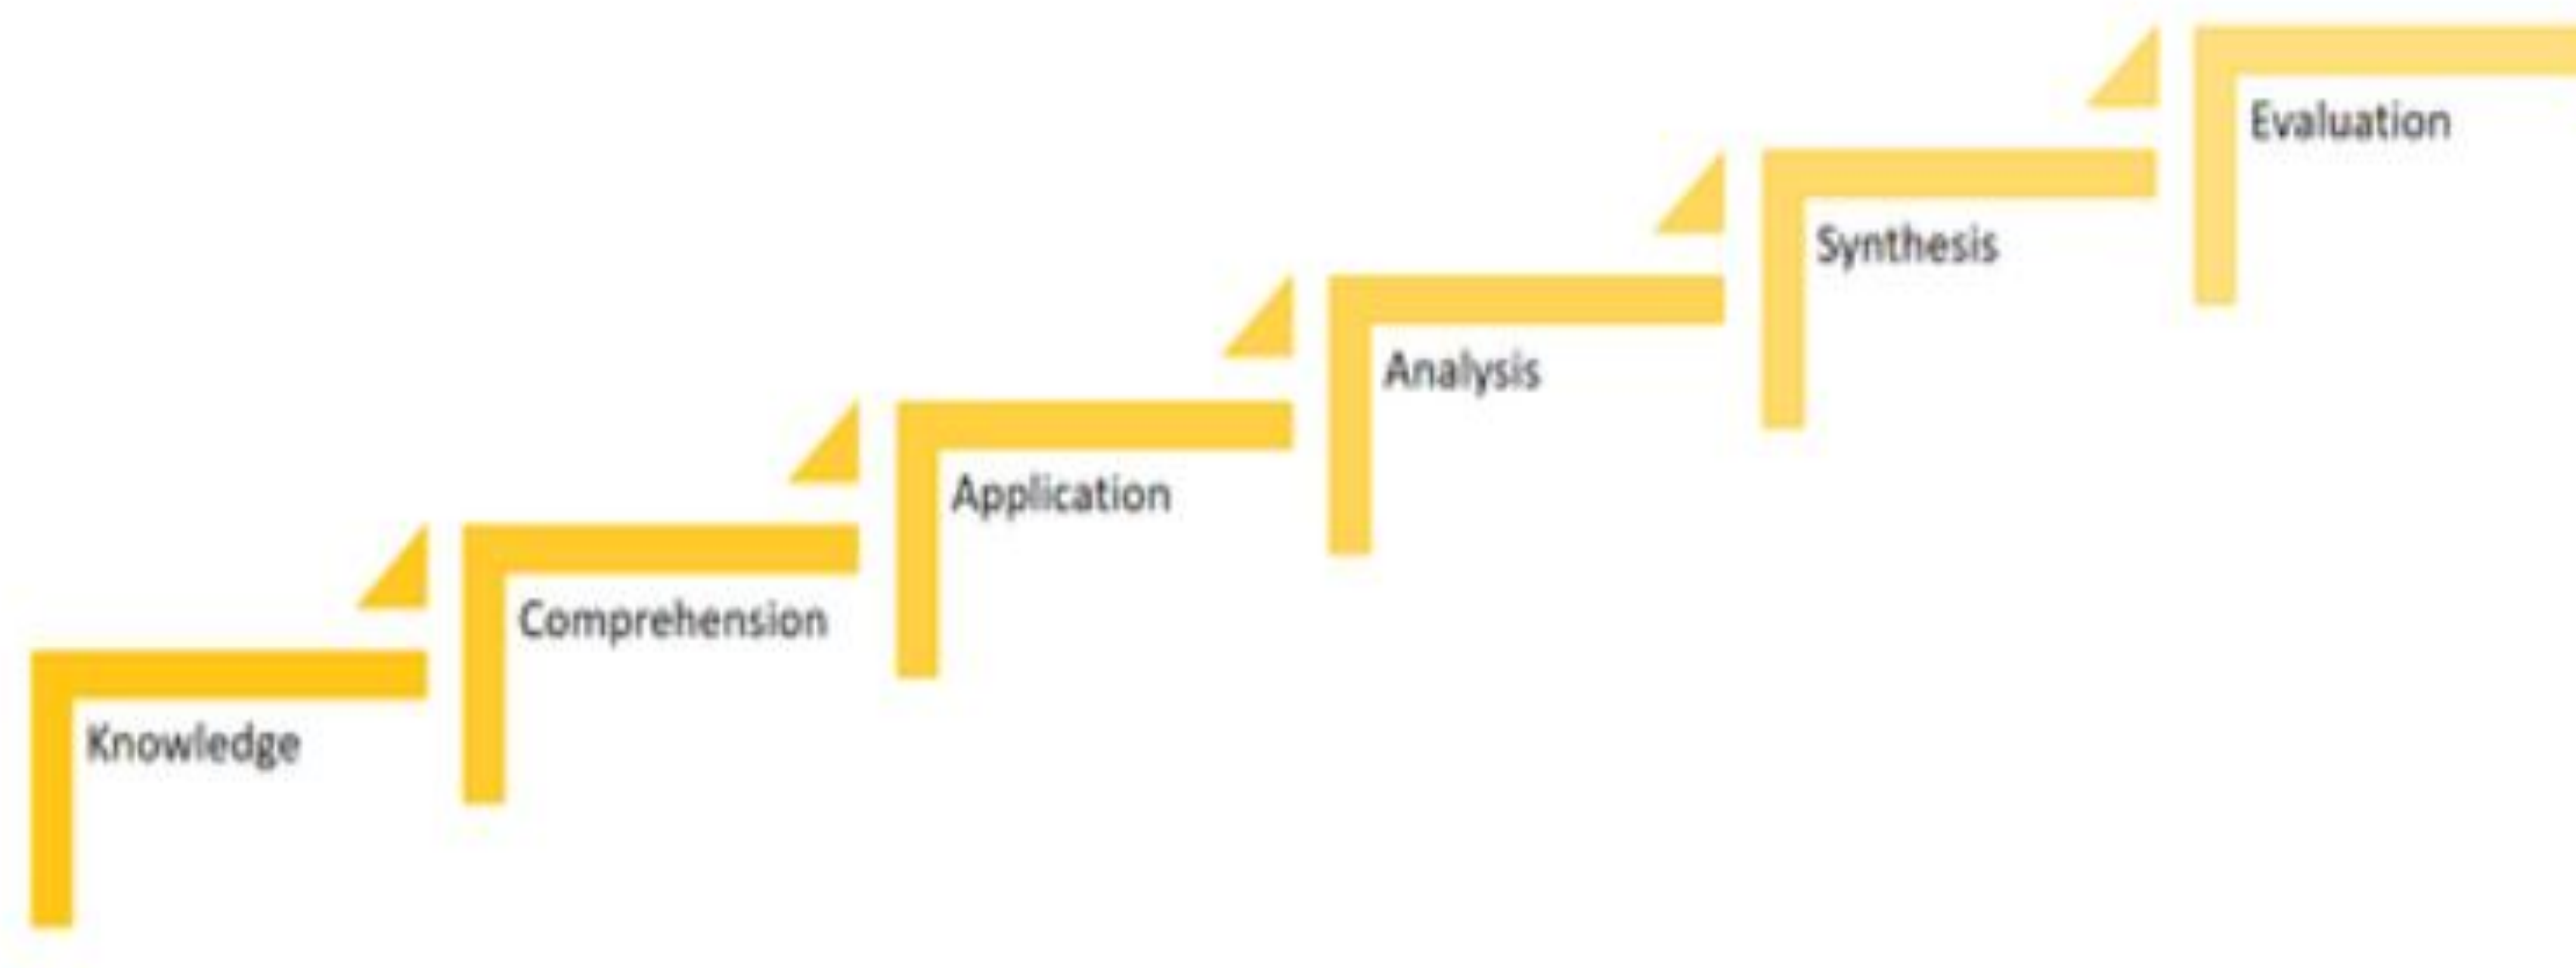 Evaluation
Synthesis
Analysis
Application
Comprehension
Knowledge